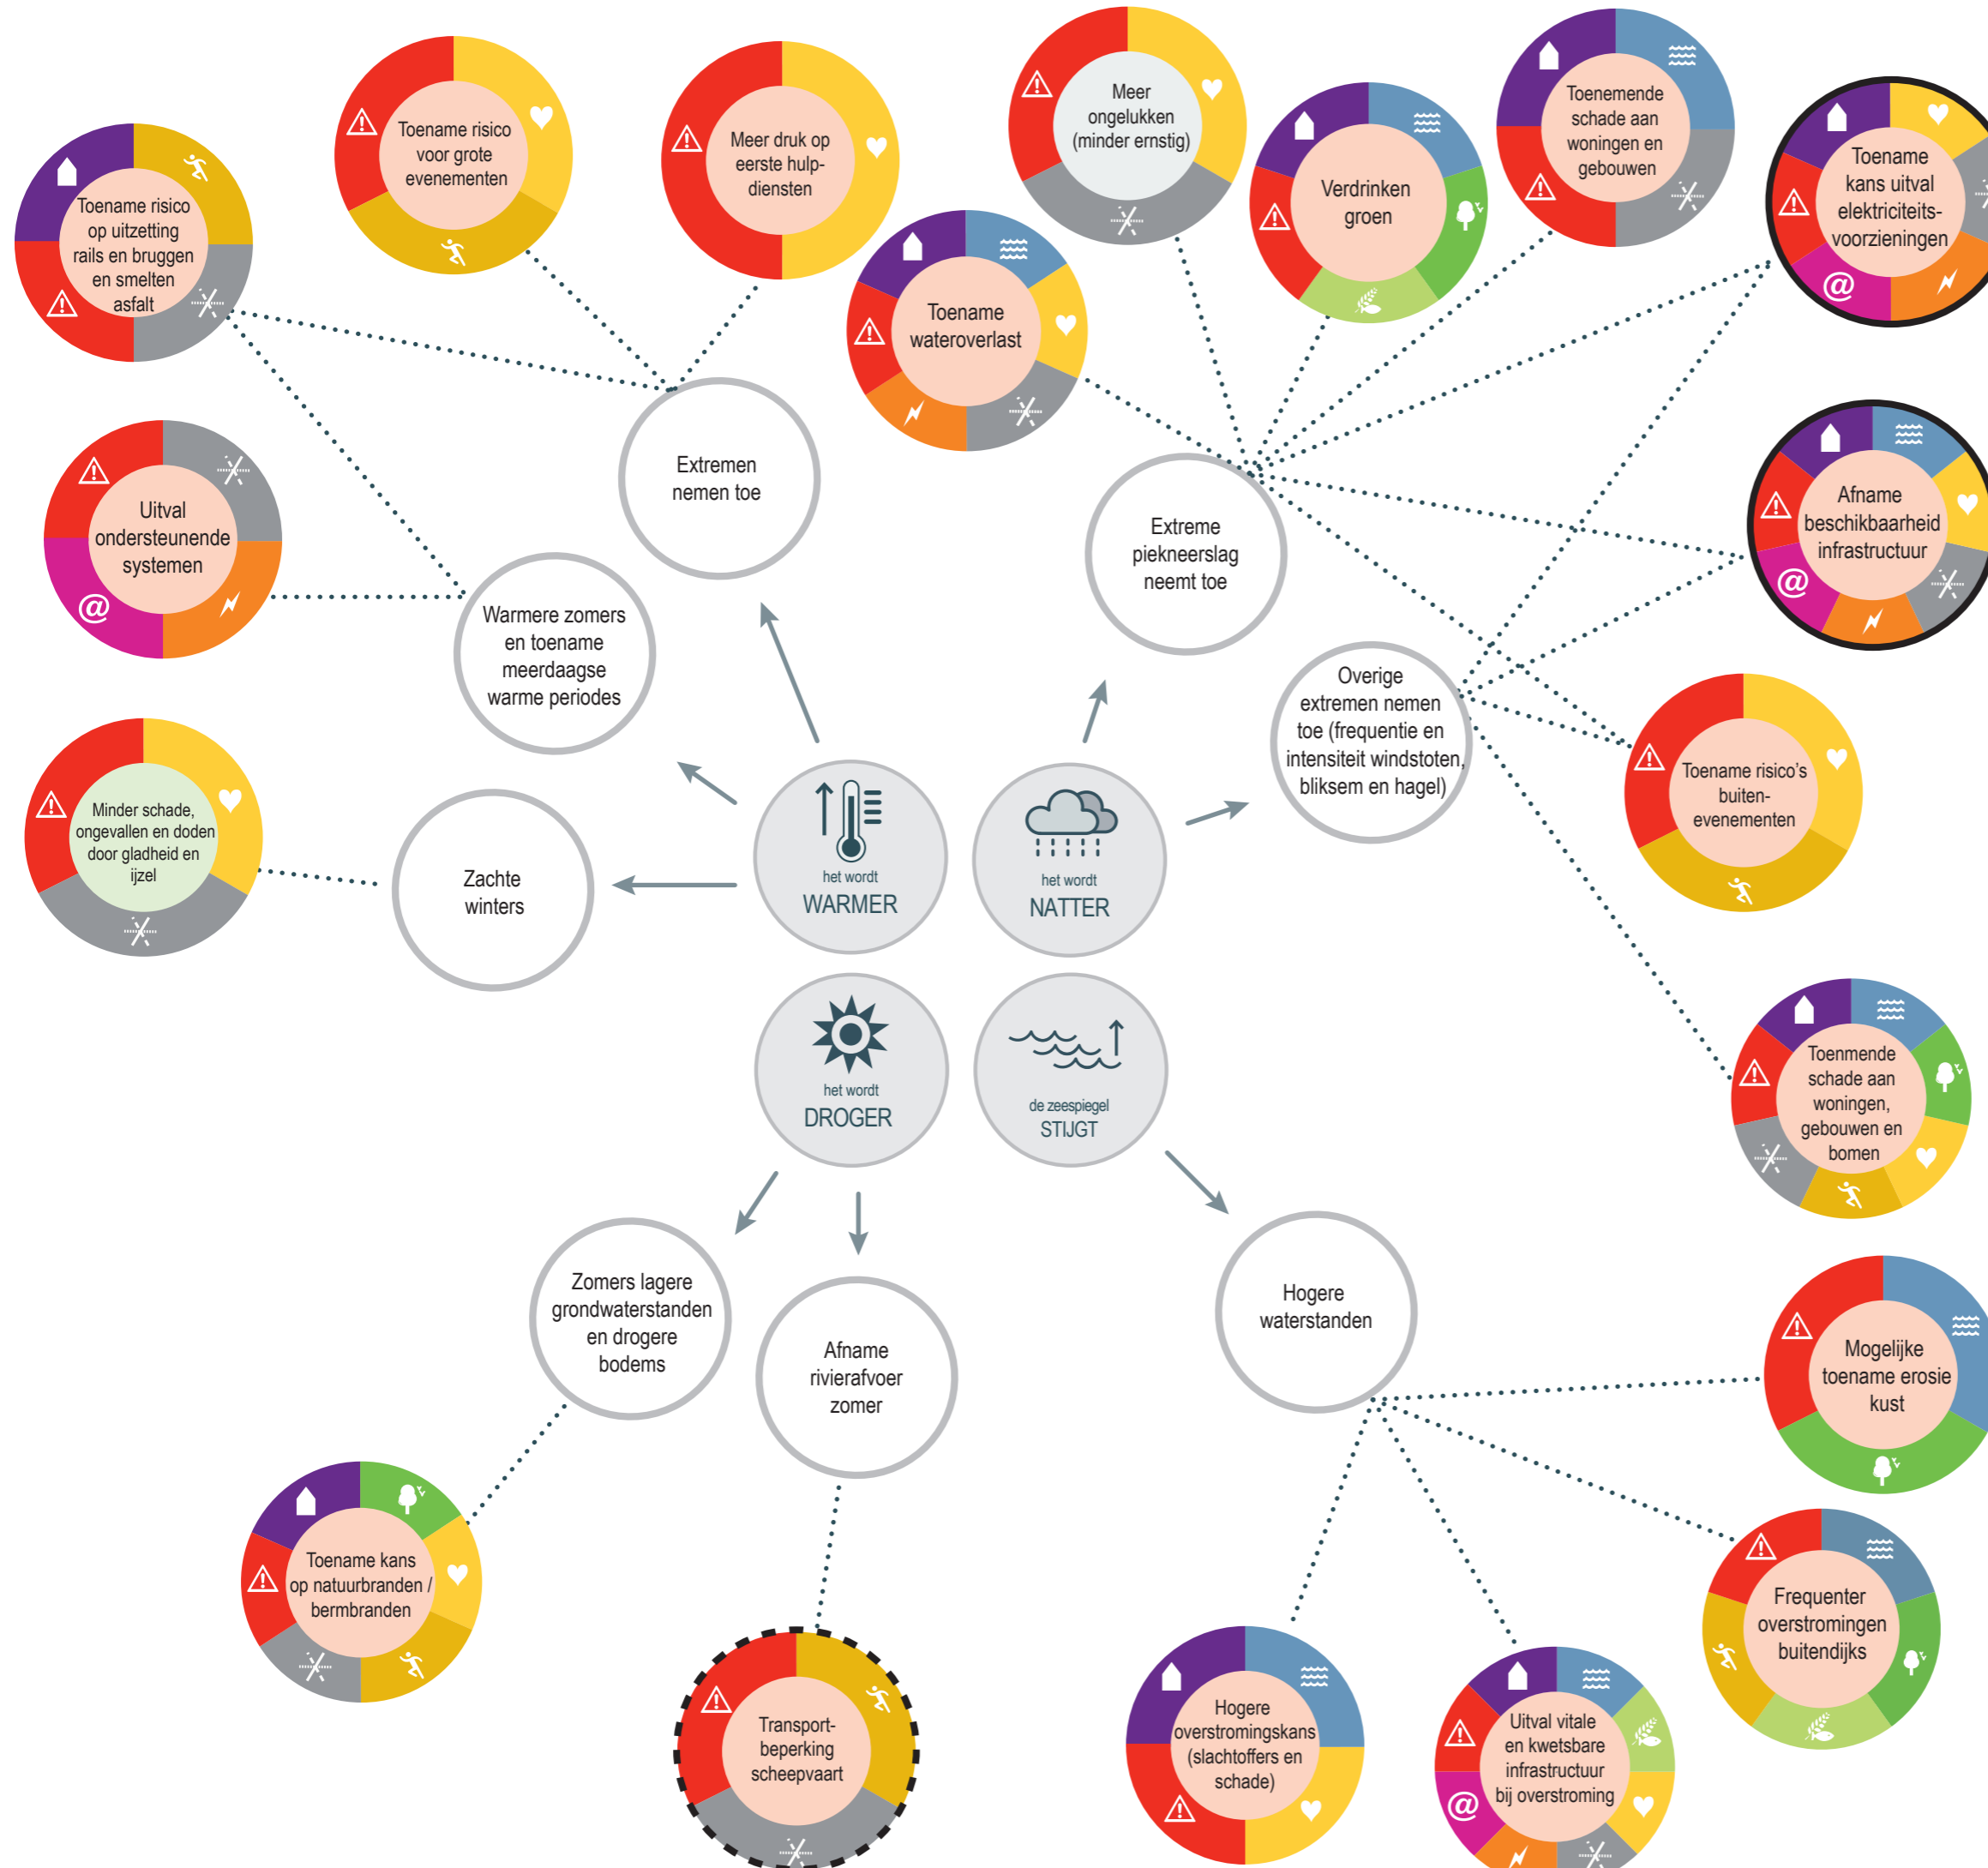 Toename risico
op uitzetting
rails en bruggen
en smelten
asfalt
Toename risico
voor grote
evenementen
Meer druk op
eerste hulp-
diensten
Meer
ongelukken
(minder ernstig)
Toename
wateroverlast
Verdrinken
groen
Toenemende
schade aan
woningen en
gebouwen
Toename
kans uitval
elektriciteits-
voorzieningen
@
Uitval
ondersteunende
systemen
@
Extremen
nemen toe
Extreme
piekneerslag
neemt toe
Afname
beschikbaarheid
infrastructuur
@
Warmere zomers
en toename
meerdaagse
warme periodes
Overige
extremen nemen
toe (frequentie en
intensiteit windstoten,
bliksem en hagel)
Toename risico's
buiten-
evenementen
Minder schade,
ongevallen en doden
door gladheid en
ijzel
Zachte
winters
het wordt
WARMER
het wordt
NATTER
het wordt
DROGER
de zeespiegel
STIJGT
Toenmende
schade aan
woningen,
gebouwen en
bomen
Zomers lagere
grondwaterstanden
en drogere
bodems
Afname
rivierafvoer
zomer
Hogere
waterstanden
Mogelijke
toename erosie
kust
Toename kans
op natuurbranden /
bermbranden
Transport-
beperking
scheepvaart
Hogere
overstromingskans
(slachtoffers en
schade)
Uitval vitale
en kwetsbare
infrastructuur
bij overstroming
@
Frequenter
overstromingen
buitendijks